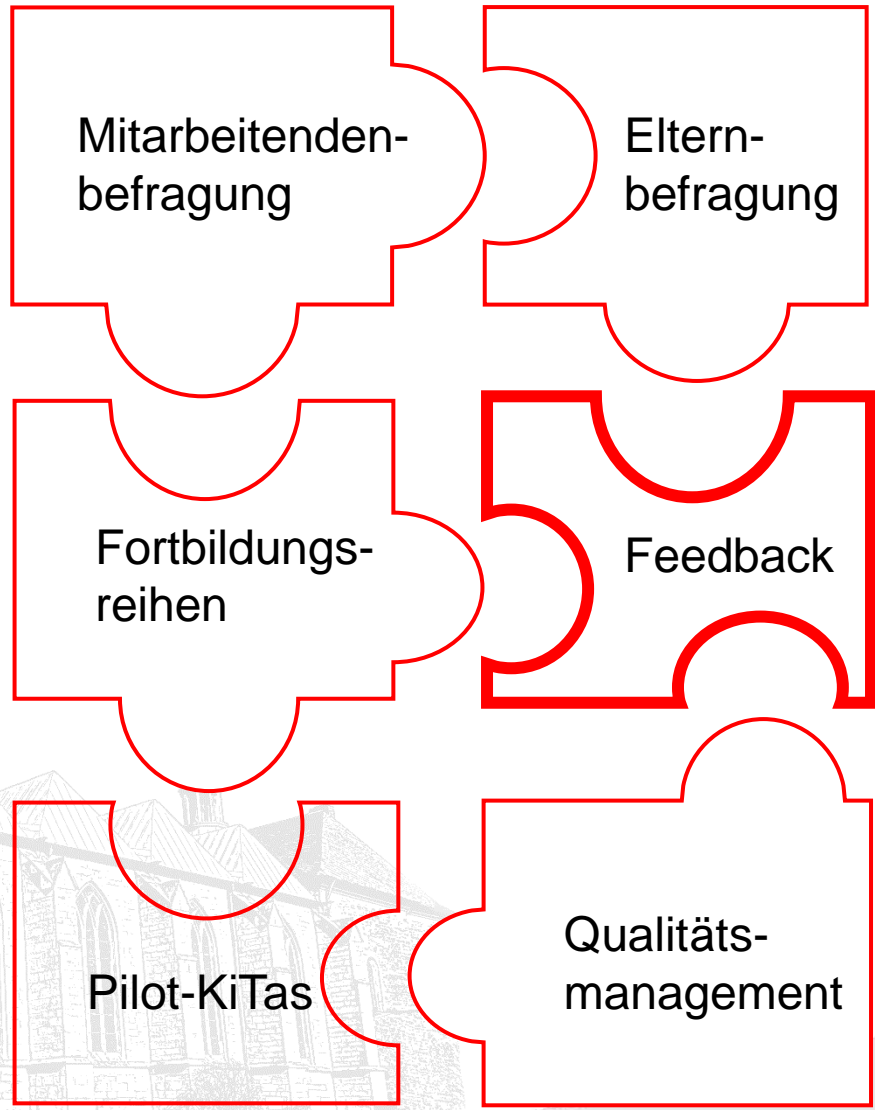 Mitarbeitenden-
befragung
Eltern-
befragung
Fortbildungs-
reihen
Feedback
Pilot-KiTas
Qualitäts-
management